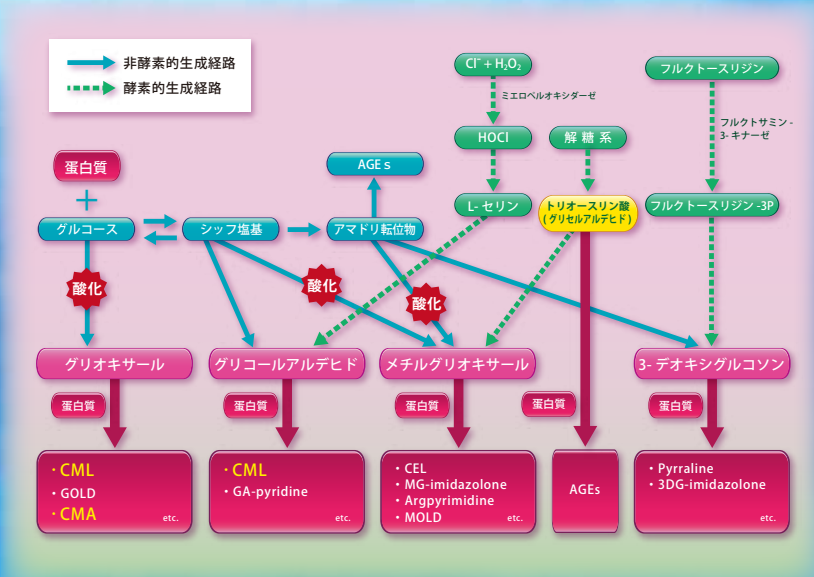 非酵素的生成経路
酵素的生成経路
Cl⁻ + H₂O₂
ミエロペルオキシダーゼ
HOCl
解 糖 系
L- セリン
トリオースリン酸
( グリセルアルデヒド )
フルクトースリジン
フルクトサミン -
3- キナーゼ
フルクトースリジン -3P
蛋白質
+
グルコース
シッフ塩基
アマドリ転位物
AGE s
酸化
酸化
酸化
グリオキサール
グリコールアルデヒド
メチルグリオキサール
3- デオキシグルコソン
蛋白質
蛋白質
蛋白質
蛋白質
蛋白質
・CML
・GOLD
・CMA
etc.
・CML
・GA-pyridine
etc.
・CEL
・MG-imidazolone
・Argpyrimidine
・MOLD
etc.
AGEs
・Pyrraline
・3DG-imidazolone
etc.